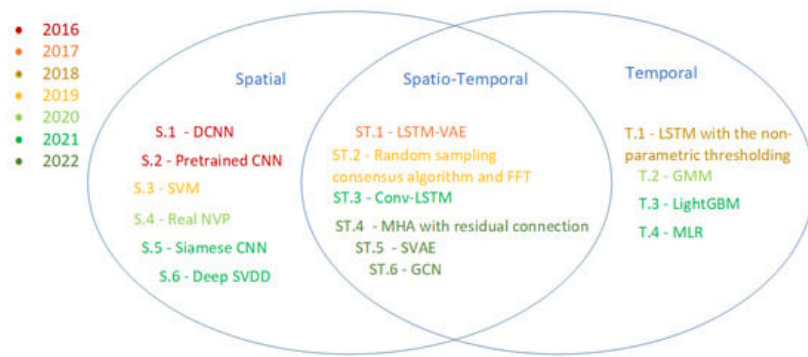 2016
2017
2018
2019
2020
2021
2022
Spatial
S.1 - DCNN
S.2 - Pretrained CNN
S.3 - SVM
S.4 - Real NVP
S.5 - Siamese CNN
S.6 - Deep SVDD
Spatio-Temporal
ST.1 - LSTM-VAE
ST.2 - Random sampling
consensus algorithm and FFT
ST.3 - Conv-LSTM
ST.4 - MHA with residual connection
ST.5 - SVAE
ST.6 - GCN
Temporal
T.1 - LSTM with the non-
parametric thresholding
T.2 - GMM
T.3 - LightGBM
T.4 - MLR